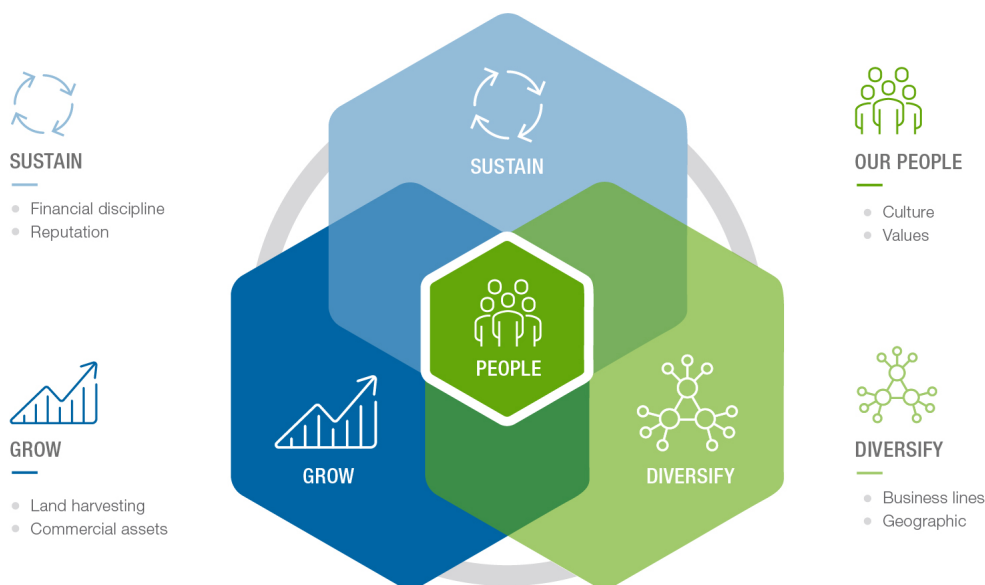 SUSTAIN
Financial discipline
Reputation
GROW
Land harvesting
Commercial assets
SUSTAIN
PEOPLE
GROW
DIVERSIFY
OUR PEOPLE
Culture
Values
DIVERSIFY
Business lines
Geographic